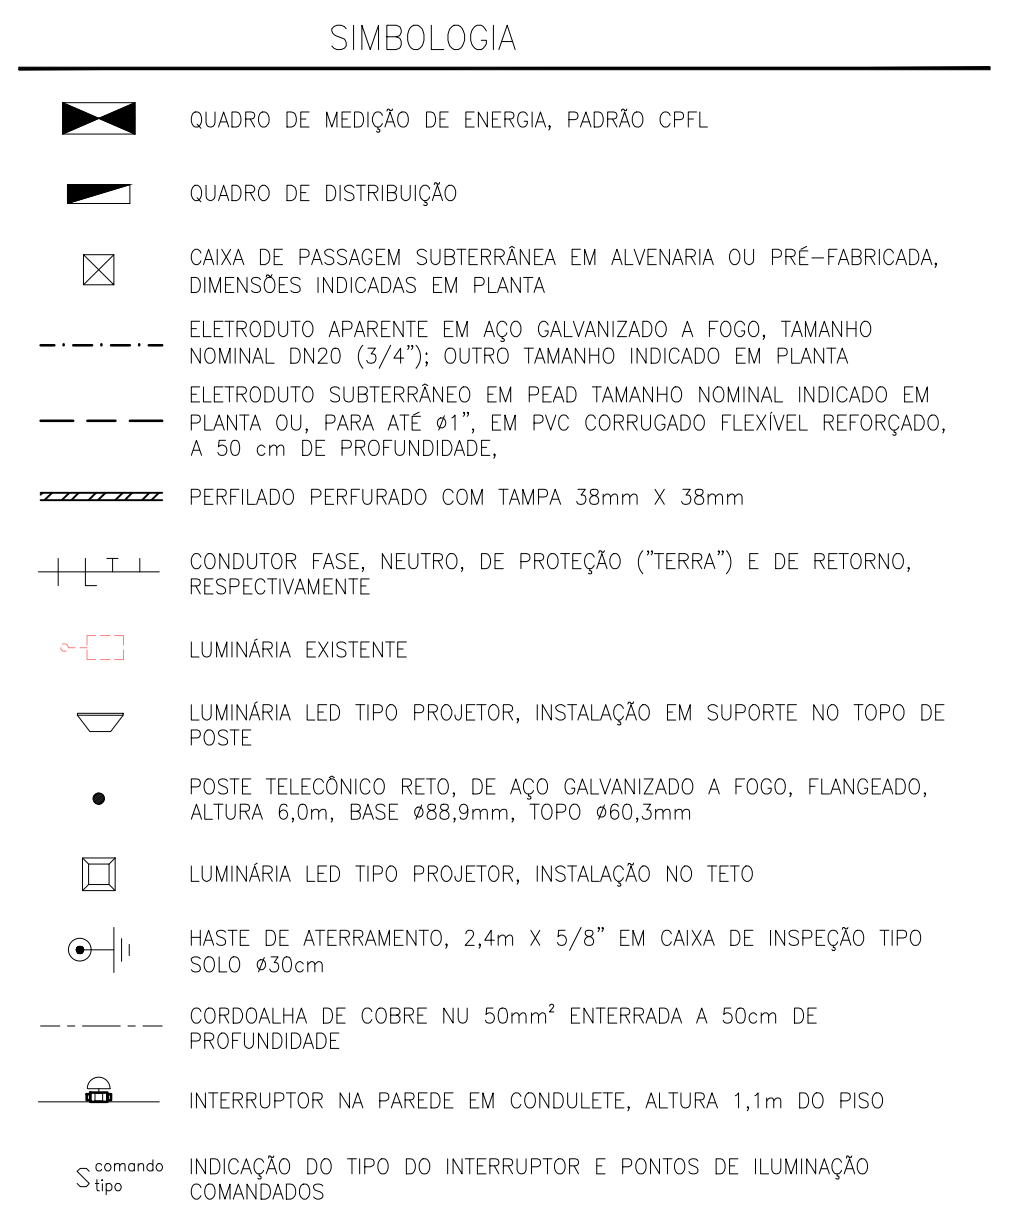 SIMBOLOGIA
QUADRO DE MEDIÇÃO DE ENERGIA, PADRÃO CPFL
QUADRO DE DISTRIBUIÇÃO
CAIXA DE PASSAGEM SUBTERRÂNEA EM ALVENARIA OU PRÉ-FABRICADA,
DIMENSÕES INDICADAS EM PLANTA
ELETRODUTO APARENTE EM AÇO GALVANIZADO A FOGO, TAMANHO
NOMINAL DN20 (3/4"); OUTRO TAMANHO INDICADO EM PLANTA
ELETRODUTO SUBTERRÂNEO EM PEAD TAMANHO NOMINAL INDICADO EM
PLANTA OU, PARA ATÉ ø1", EM PVC CORRUGADO FLEXÍVEL REFORÇADO,
A 50 cm DE PROFUNDIDADE,
PERFILADO PERFURADO COM TAMPA 38mm X 38mm
CONDUTOR FASE, NEUTRO, DE PROTEÇÃO ("TERRA") E DE RETORNO,
RESPECTIVAMENTE
LUMINÁRIA EXISTENTE
LUMINÁRIA LED TIPO PROJETOR, INSTALAÇÃO EM SUPORTE NO TOPO DE
POSTE
POSTE TELECÔNICO RETO, DE AÇO GALVANIZADO A FOGO, FLANGEADO,
ALTURA 6,0m, BASE ø88,9mm, TOPO ø60,3mm
LUMINÁRIA LED TIPO PROJETOR, INSTALAÇÃO NO TETO
HASTE DE ATERRAMENTO, 2,4m X 5/8" EM CAIXA DE INSPEÇÃO TIPO
SOLO ø30cm
CORDOALHA DE COBRE NU 50mm² ENTERRADA A 50cm DE
PROFUNDIDADE
INTERRUPTOR NA PAREDE EM CONDULETE, ALTURA 1,1m DO PISO
S comando
tipo
INDICAÇÃO DO TIPO DO INTERRUPTOR E PONTOS DE ILUMINAÇÃO
COMANDADOS